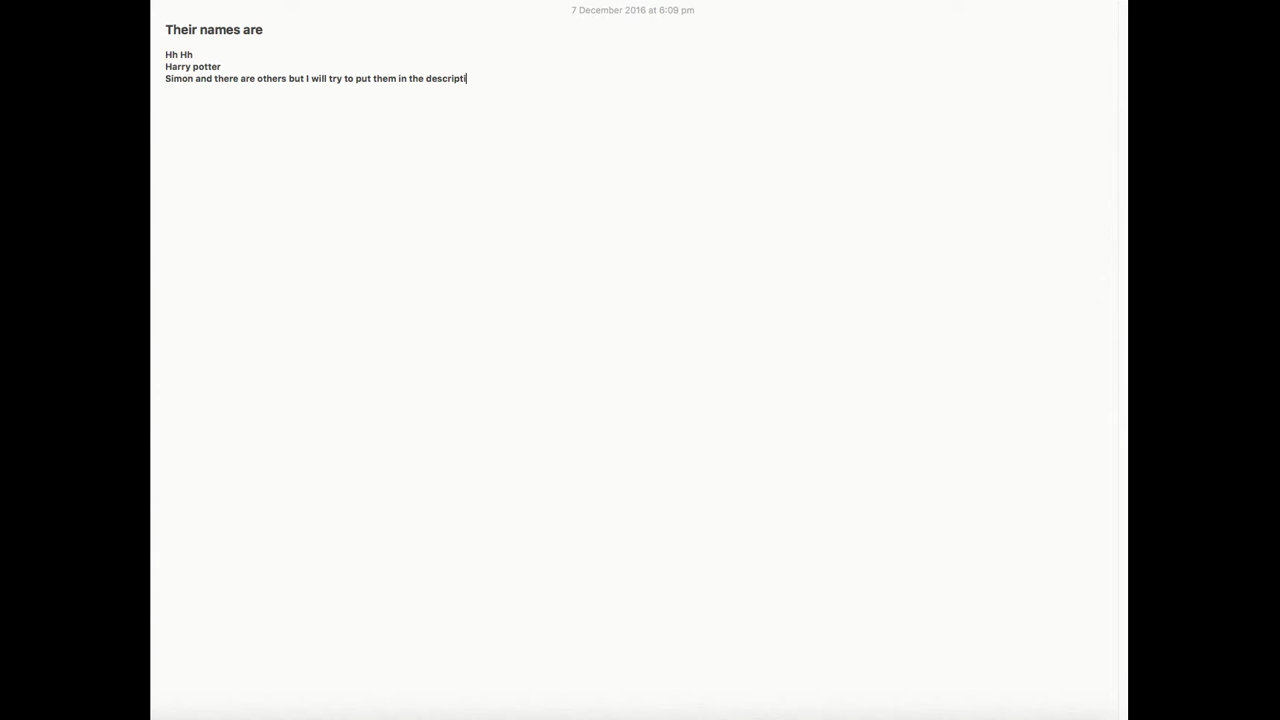 7 December 2016 at 6:09 pm
Their names are
Hh Hh
Harry potter
Simon and there are others but I will try to put them in the descripti